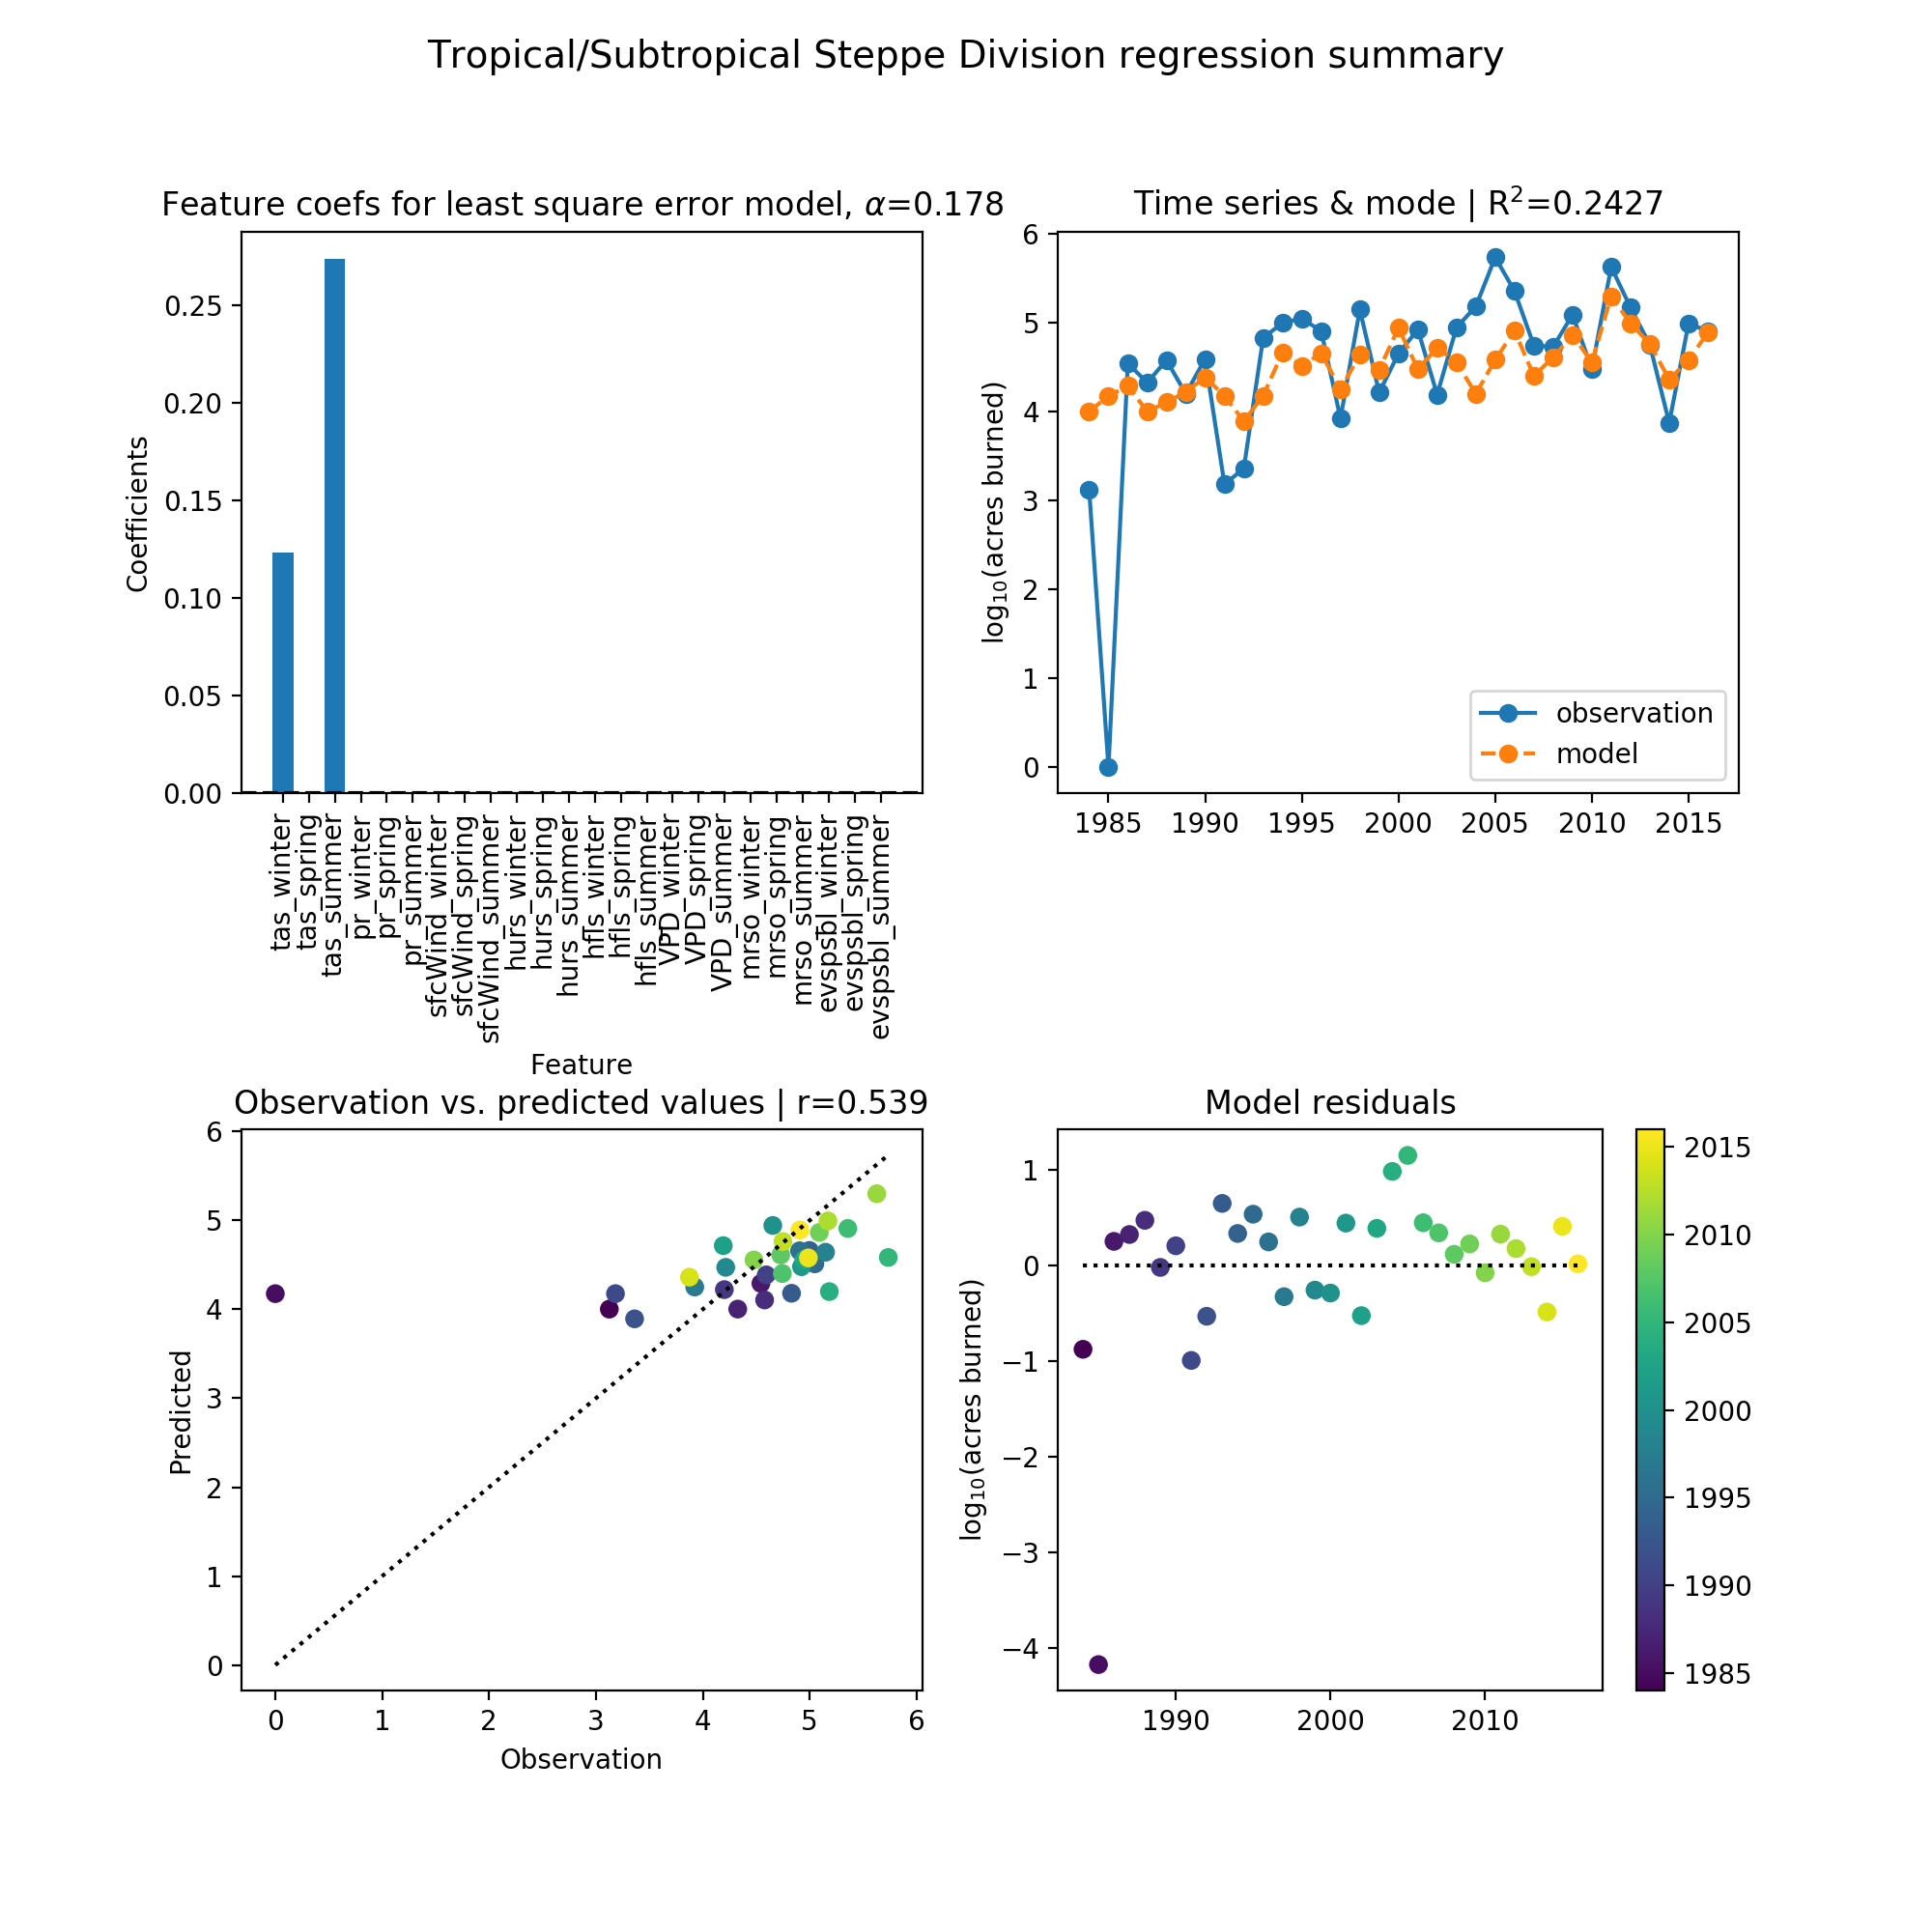 Tropical/Subtropical Steppe Division regression summary
Feature coefs for least square error model, α=0.178
Coefficients
0.25
0.20
0.15
0.10
0.05
0.00
tas_winter
tas_spring
tas_summer
pr_winter
pr_spring
pr_summer
sfcWind_winter
sfcWind_spring
sfcWind_summer
hurs_winter
hurs_spring
hurs_summer
hfls_winter
hfls_spring
hfls_summer
VPD_winter
VPD_spring
VPD_summer
mrso_winter
mrso_spring
mrso_summer
evspsbl_winter
evspsbl_spring
evspsbl_summer
Feature
Time series & mode | R²=0.2427
log₁₀(acres burned)
6
5
4
3
2
1
0
observation
model
1985 1990 1995 2000 2005 2010 2015
Observation vs. predicted values | r=0.539
Predicted
6
5
4
3
2
1
0
0 1 2 3 4 5 6
Observation
Model residuals
log₁₀(acres burned)
1
0
−1
−2
−3
−4
1990 2000 2010
2015
2010
2005
2000
1995
1990
1985